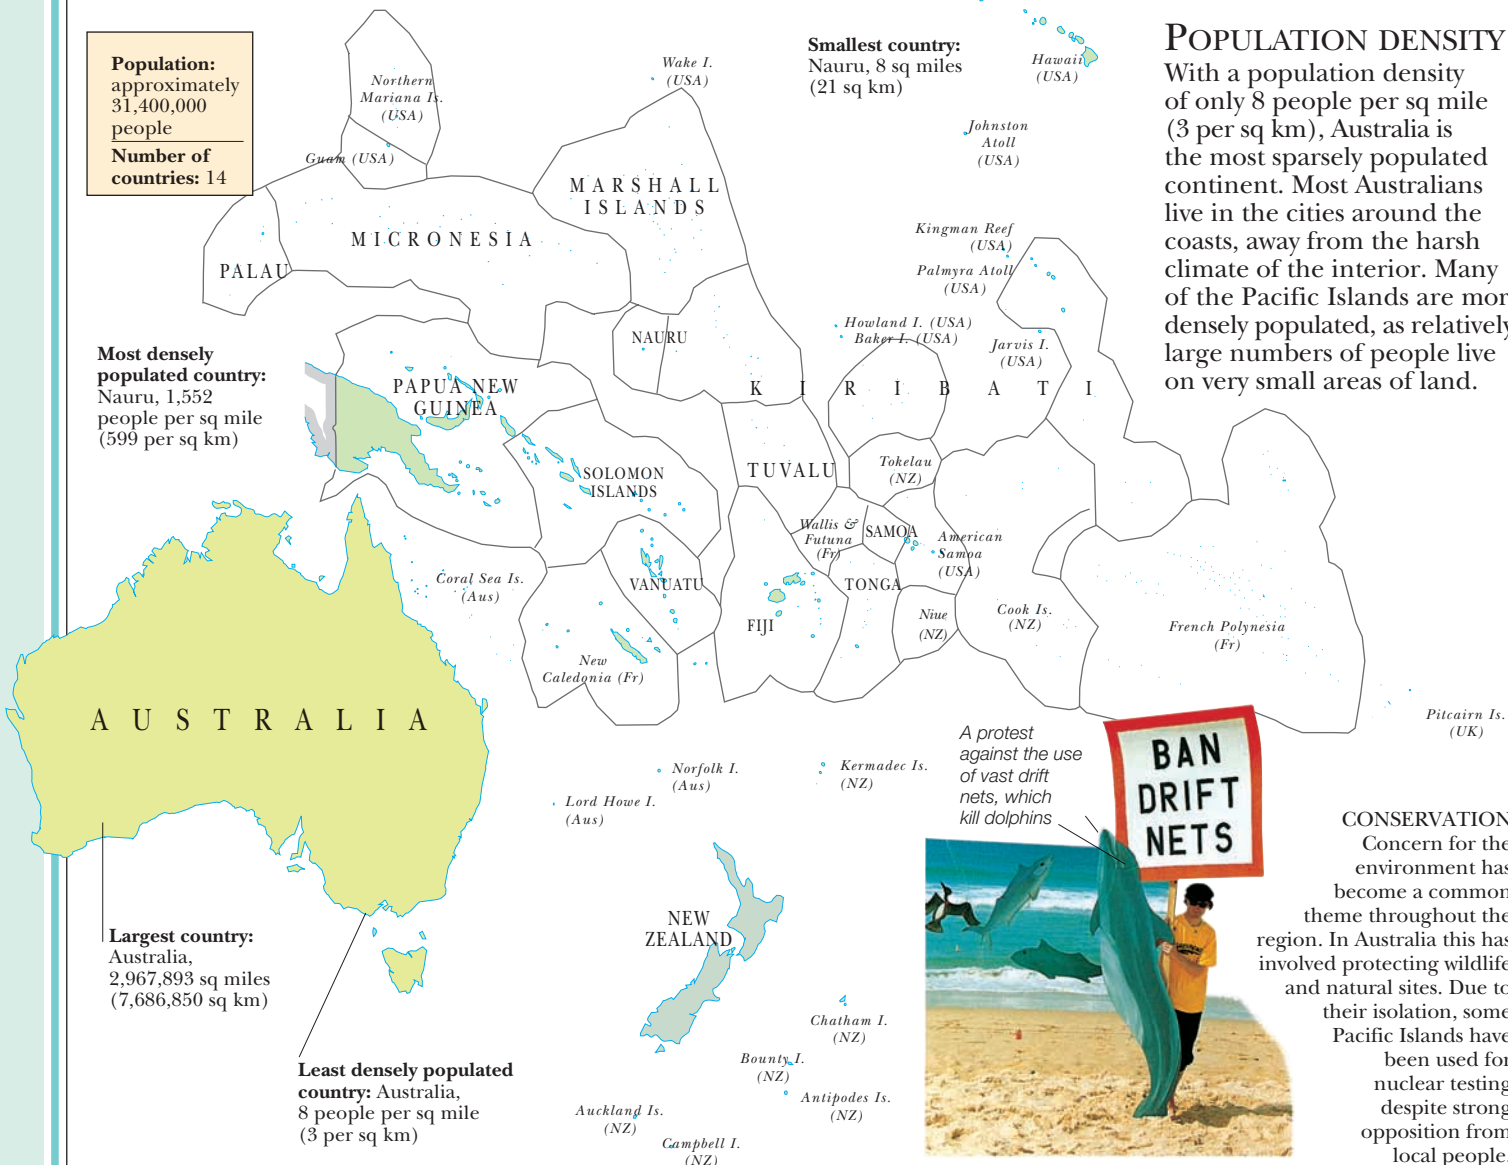 Population:
approximately
31,400,000
people
Number of
countries: 14
Northern
Mariana Is.
(USA)
Guam (USA)
Wake I.
(USA)
Smallest country:
Nauru, 8 sq miles
(21 sq km)
Hawaii
(USA)
Johnston
Atoll
(USA)
POPULATION DENSITY
With a population density
of only 8 people per sq mile
(3 per sq km), Australia is
the most sparsely populated
continent. Most Australians
live in the cities around the
coasts, away from the harsh
climate of the interior. Many
of the Pacific Islands are mor
densely populated, as relatively
large numbers of people live
on very small areas of land.
MARSHALL
ISLANDS
MICRONESIA
PALAU
Kingman Reef
(USA)
Palmyra Atoll
(USA)
Howland I. (USA)
Baker I. (USA)
Jarvis I.
(USA)
NAURU
KIRIBATI
Most densely
populated country:
Nauru, 1,552
people per sq mile
(599 per sq km)
PAPUA NEW
GUINEA
SOLOMON
ISLANDS
TUVALU
Tokelau
(NZ)
Wallis &
Futuna
(Fr)
SAMOA
American
Samoa
(USA)
Coral Sea Is.
(Aus)
VANUATU
TONGA
FIJI
Niue
(NZ)
Cook Is.
(NZ)
French Polynesia
(Fr)
New
Caledonia (Fr)
Pitcairn Is.
(UK)
AUSTRALIA
Norfolk I.
(Aus)
Lord Howe I.
(Aus)
Kermadec Is.
(NZ)
A protest
against the use
of vast drift
nets, which
kill dolphins
BAN
DRIFT
NETS
CONSERVATION
Concern for the
environment has
become a common
theme throughout the
region. In Australia this has
involved protecting wildlife
and natural sites. Due to
their isolation, some
Pacific Islands have
been used for
nuclear testing
despite strong
opposition from
local people.
NEW
ZEALAND
Largest country:
Australia,
2,967,893 sq miles
(7,686,850 sq km)
Least densely populated
country: Australia,
8 people per sq mile
(3 per sq km)
Chatham I.
(NZ)
Bounty I.
(NZ)
Antipodes Is.
(NZ)
Auckland Is.
(NZ)
Campbell I.
(NZ)